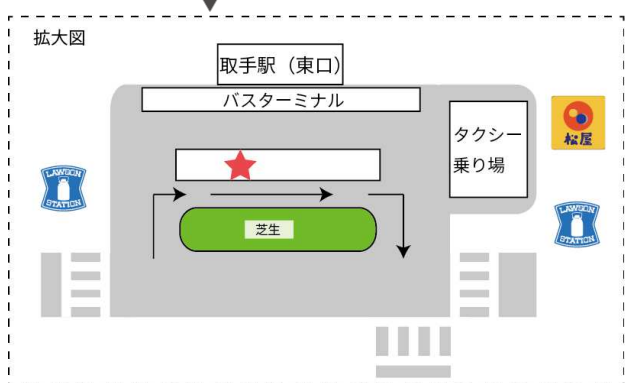 拡大図
取手駅（東口）
バスターミナル
タクシー
乗り場
松屋
LAWSON
STATION
LAWSON
STATION
芝生